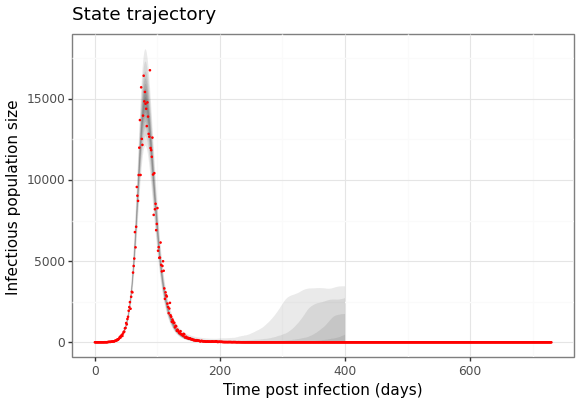 State trajectory
Infectious population size
15000
10000
5000
0
0 200 400 600
Time post infection (days)